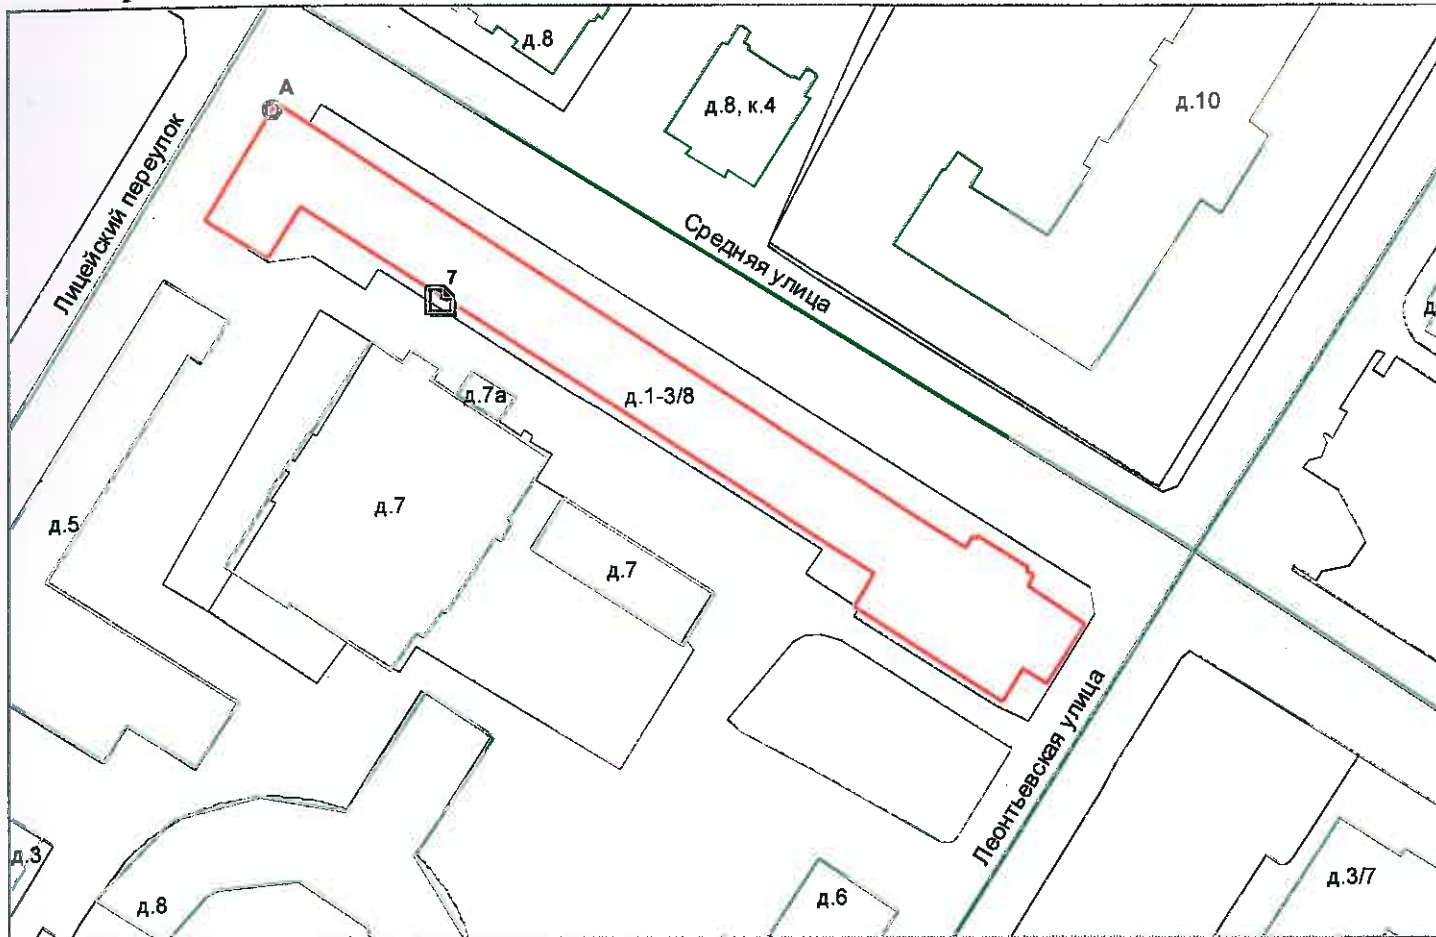 д.8
А
д.8, к.4
д.10
Лицейский переулок
Средняя улица
7
д.7а
д.1-3/8
д.5
д.7
д.7
Леонтьевская улица
д.3
д.8
д.6
д.3/7